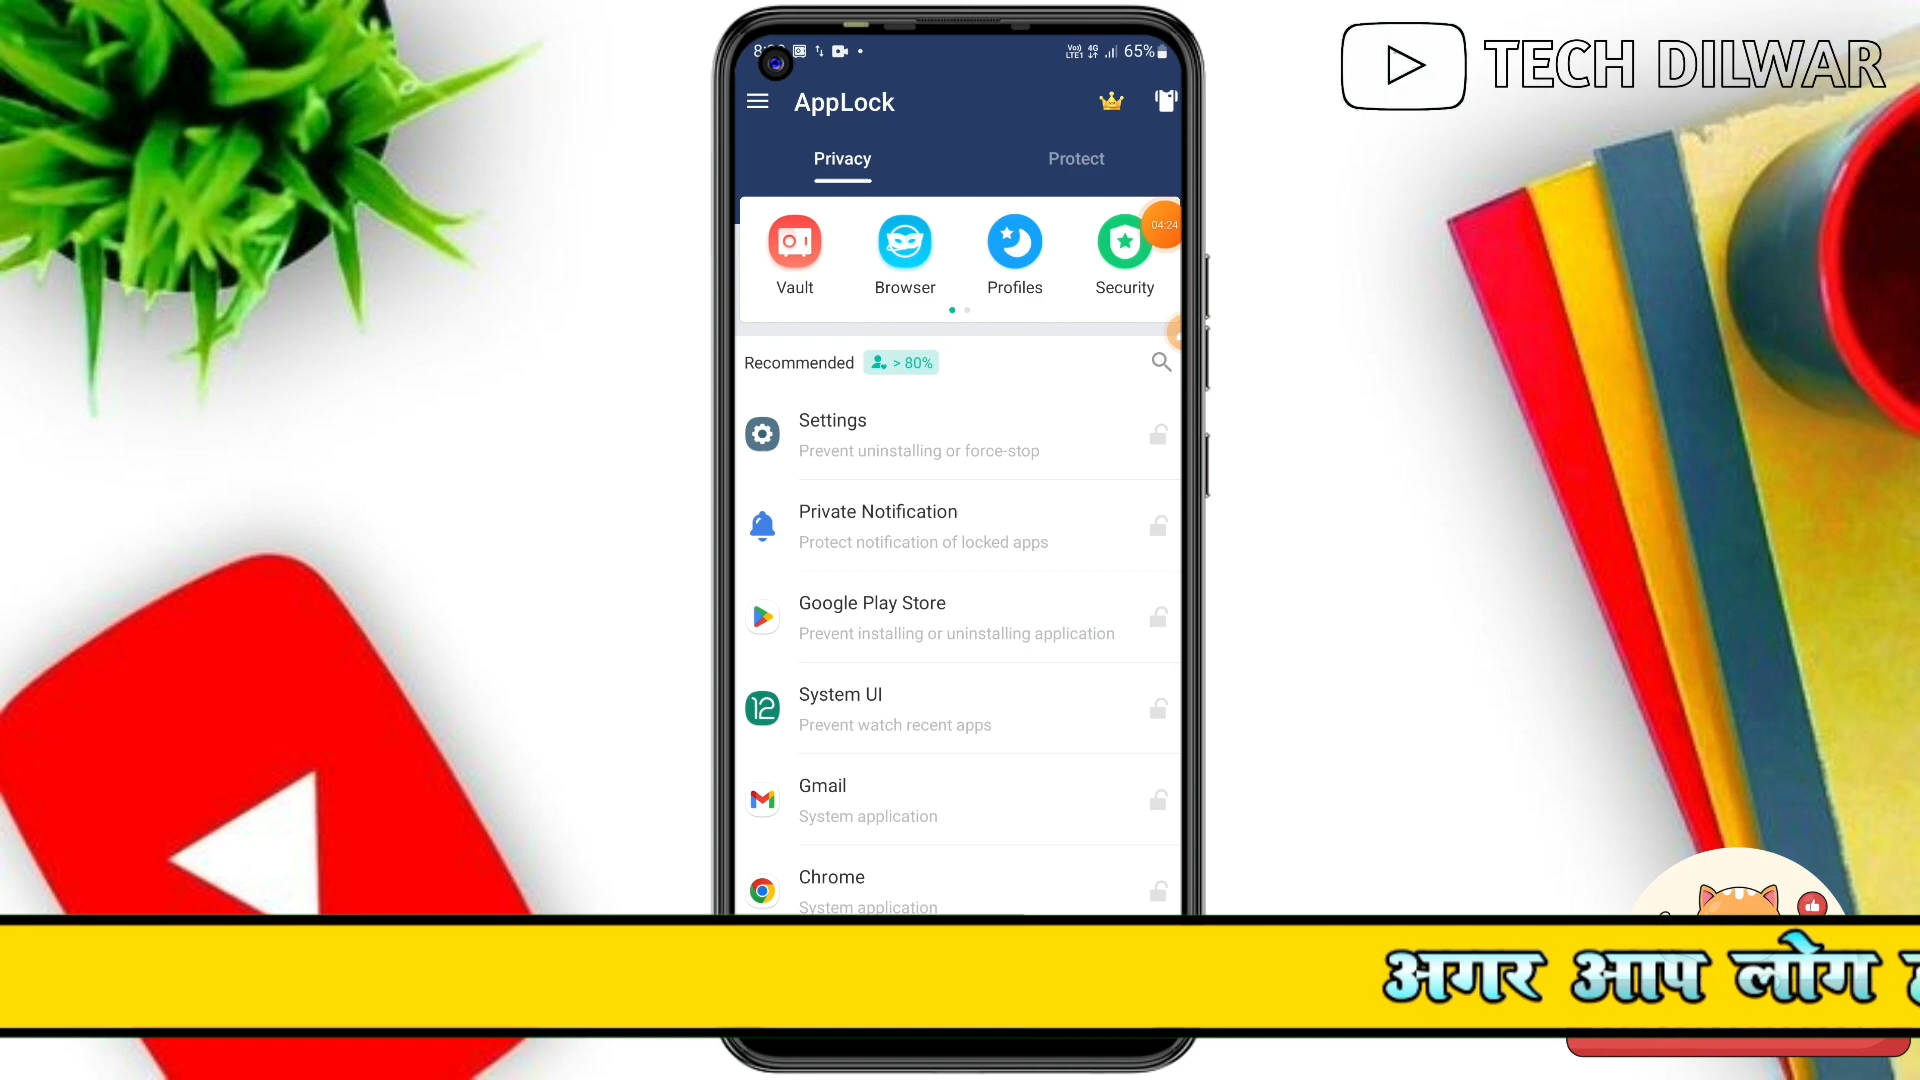 TECH DILWAR
65%
AppLock
Privacy
Protect
04:24
Vault
Browser
Profiles
Security
Recommended
> 80%
Settings
Prevent uninstalling or force-stop
Private Notification
Protect notification of locked apps
Google Play Store
Prevent installing or uninstalling application
System UI
Prevent watch recent apps
Gmail
System application
Chrome
System application
अगर आप लोग